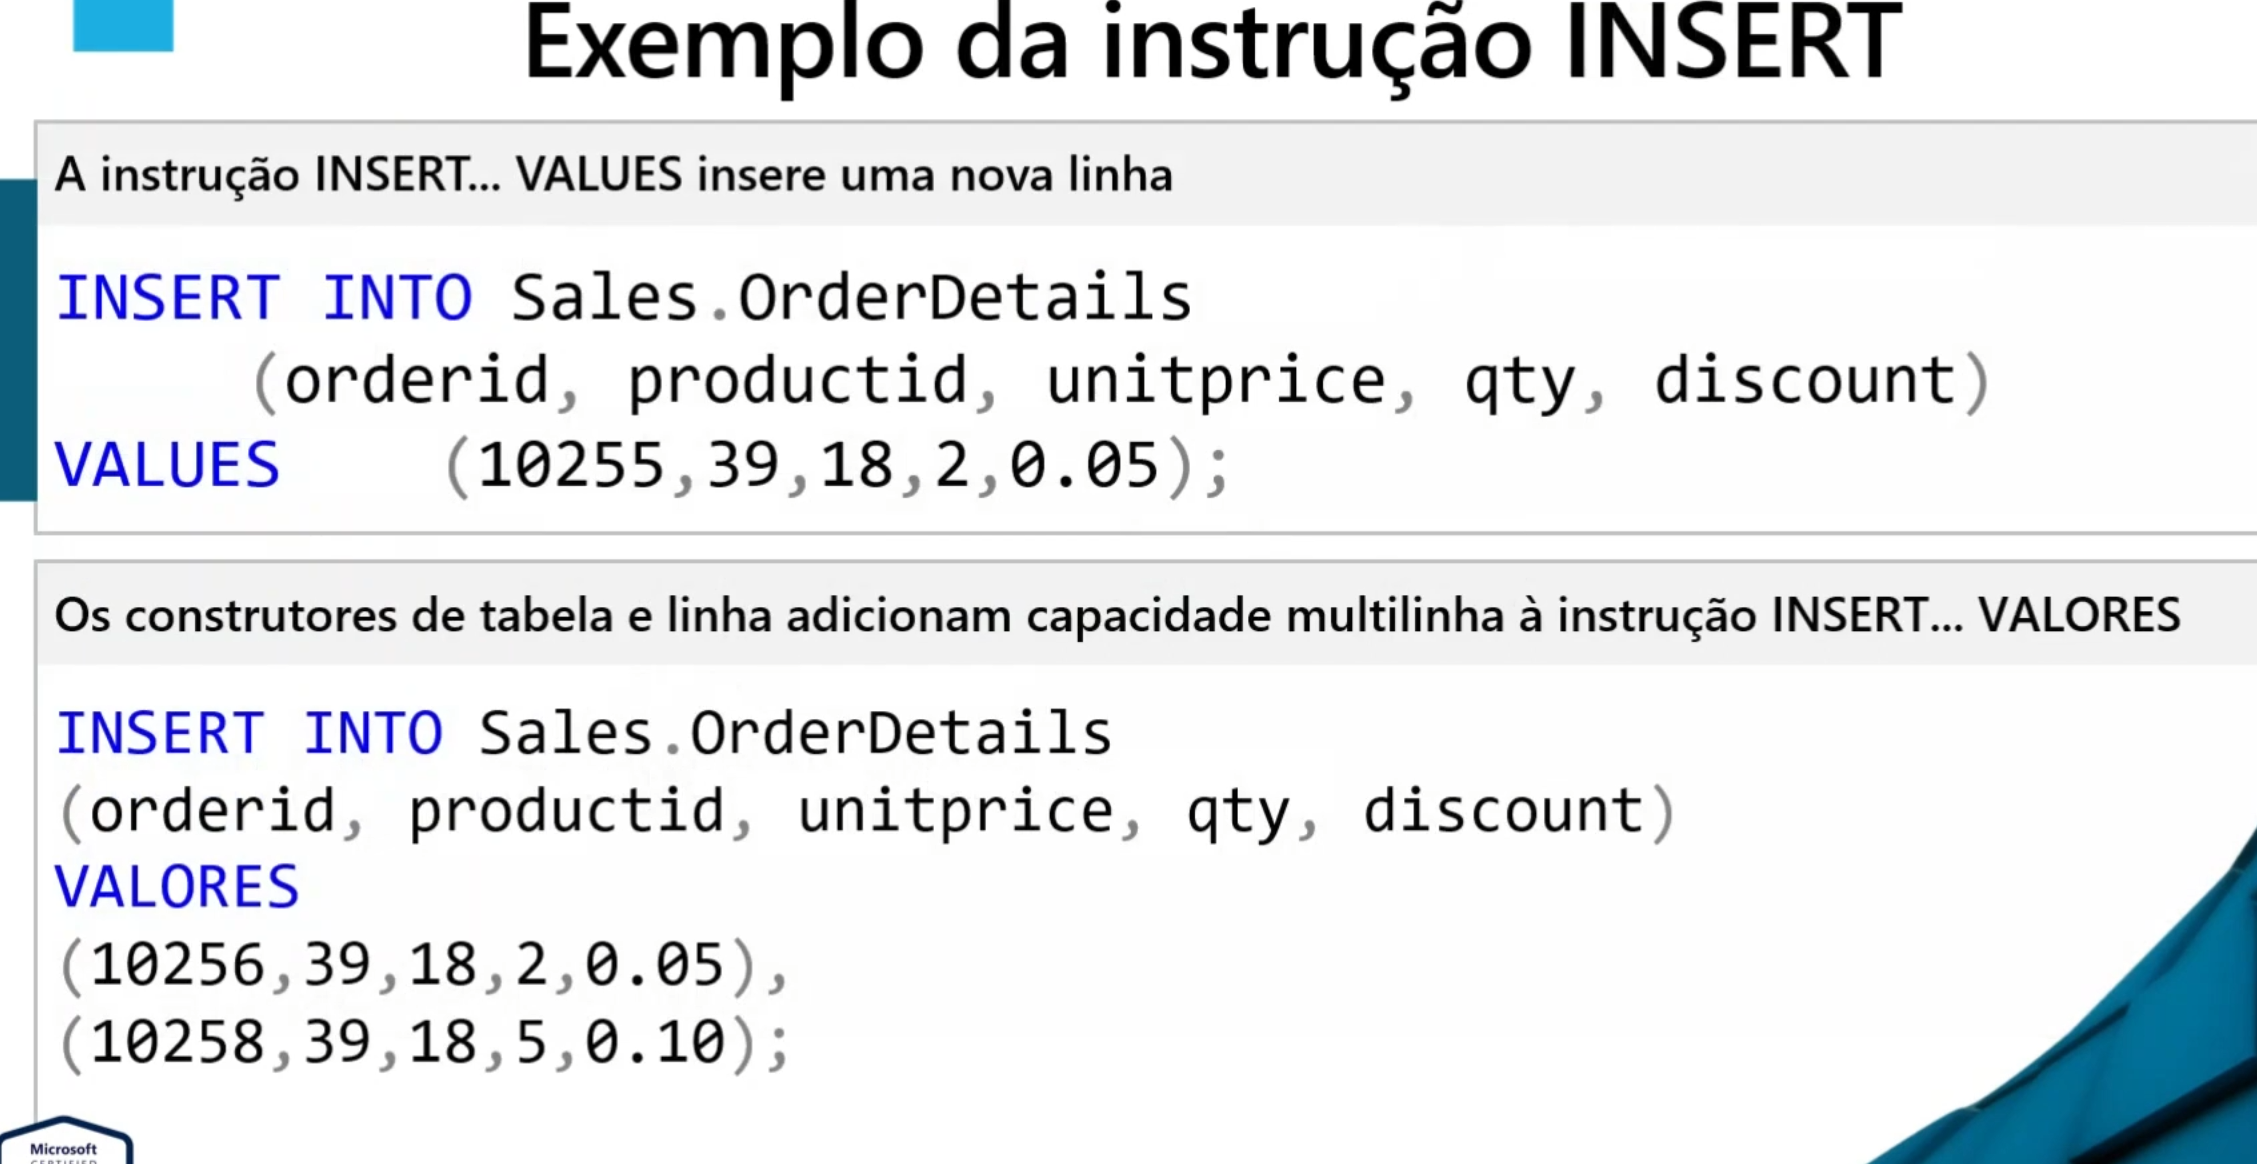 Exemplo da instrução INSERT
A instrução INSERT... VALUES insere uma nova linha
INSERT INTO Sales.OrderDetails
(orderid, productid, unitprice, qty, discount)
VALUES (10255,39,18,2,0.05);
Os construtores de tabela e linha adicionam capacidade multilinha à instrução INSERT... VALORES
INSERT INTO Sales.OrderDetails
(orderid, productid, unitprice, qty, discount)
VALORES
(10256,39,18,2,0.05),
(10258,39,18,5,0.10);
Microsoft
CERTIFIED